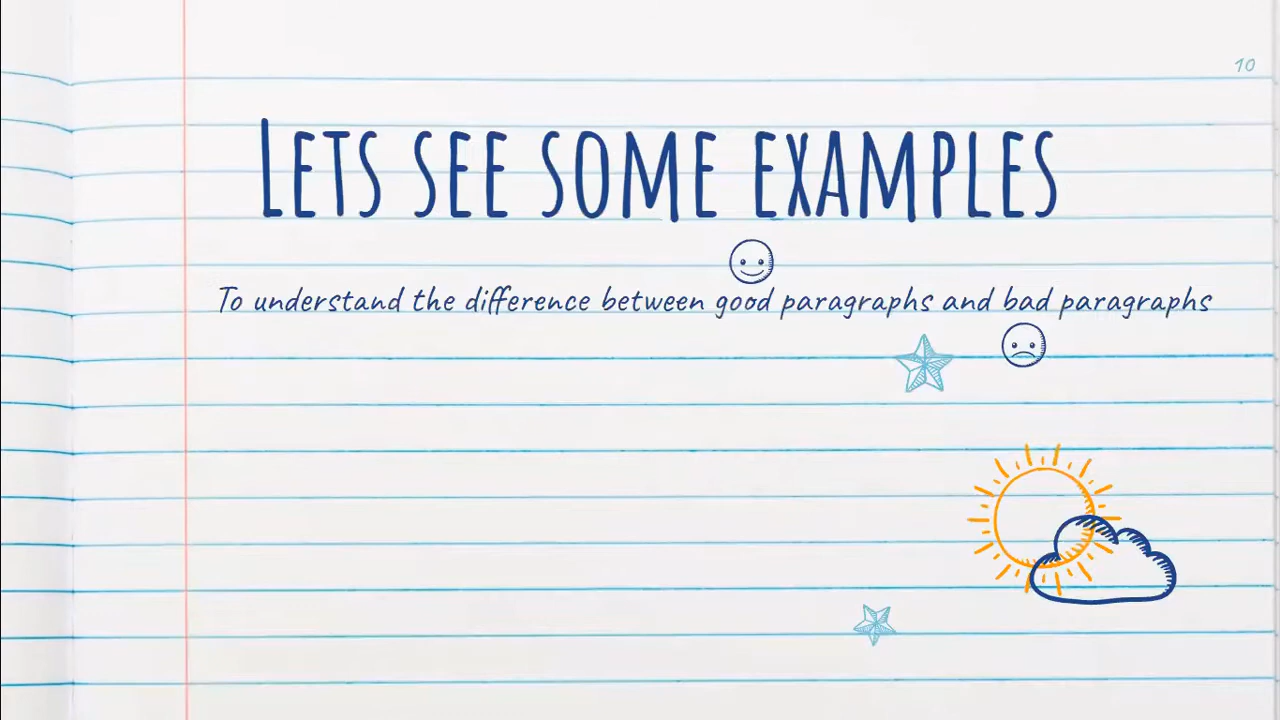 10
LETS SEE SOME EXAMPLES
To understand the difference between good paragraphs and bad paragraphs